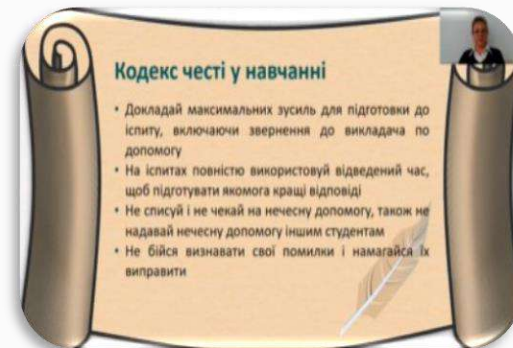 Кодекс честі у навчанні
• Докладай максимальних зусиль для підготовки до
іспиту, включаючи звернення до викладача по
допомогу
• На іспитах повністю використовуй відведений час,
щоб підготувати якомога кращі відповіді
• Не списуй і не чекай на нечесну допомогу, також не
надавай нечесну допомогу іншим студентам
• Не бійся визнавати свої помилки і намагайся їх
виправити